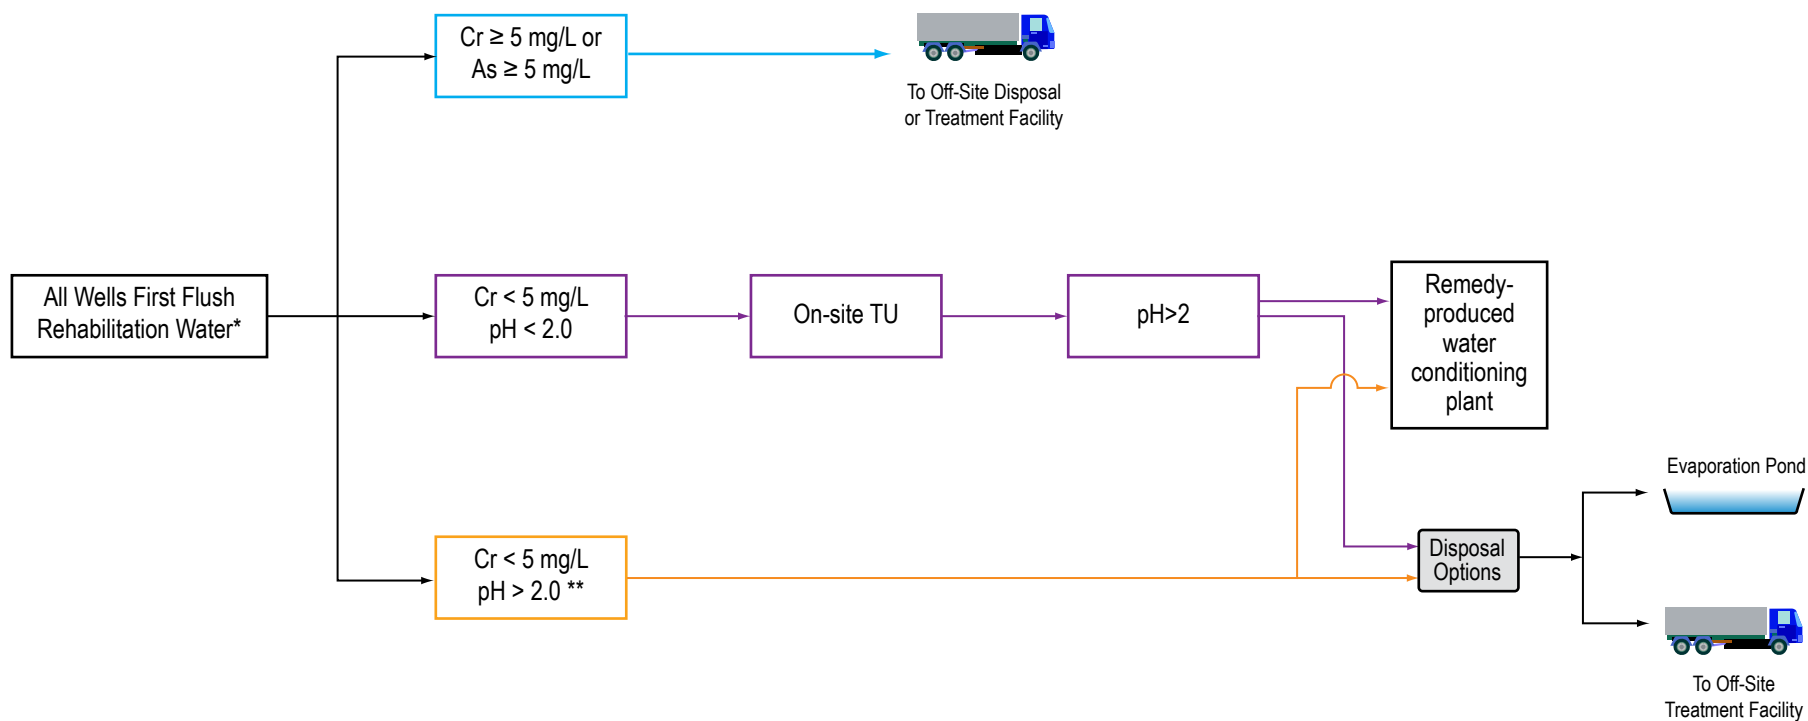 Cr ≥ 5 mg/L or
As ≥ 5 mg/L
To Off-Site Disposal
or Treatment Facility
All Wells First Flush
Rehabilitation Water*
Cr < 5 mg/L
pH < 2.0
On-site TU
pH>2
Remedy-
produced
water
conditioning
plant
Cr < 5 mg/L
pH > 2.0 **
Disposal
Options
Evaporation Pond
To Off-Site
Treatment Facility